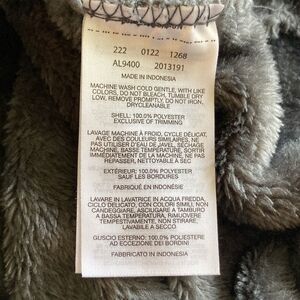 222 0122 1268
AL9400 2013191
MADE IN INDONESIA
MACHINE WASH COLD GENTLE, WITH LIKE
COLORS, DO NOT BLEACH, TUMBLE DRY
LOW, REMOVE PROMPTLY, DO NOT IRON,
DRYCLEANABLE
SHELL: 100.0% POLYESTER
EXCLUSIVE OF TRIMMING
LAVAGE MACHINE À FROID, CYCLE DÉLICAT,
AVEC DES COULEURS SIMILAIRES, NE
PAS UTILISER D'EAU DE JAVEL, SÉCHAGE
MACHINE, BASSE TEMPÉRATURE, SORTIR
IMMÉDIATEMENT DE LA MACHINE, NE PAS
REPASSER, NETTOYAGE À SEC
EXTÉRIEUR: 100.0% POLYESTER
SAUF LES BORDURES
FABRIQUÉ EN INDONÉSIE
LAVARE IN LAVATRICE IN ACQUA FREDDA,
CICLO DELICATO, CON COLORI SIMILI NON
CANDEGGIARE, ASCIUGARE A TAMBURO
A BASSA TEMPERATURA, RIMUOVERE
TEMPESTIVAMENTE, NON STIRARE,
LAVABILE A SECCO
GUSCIO ESTERNO: 100.0% POLIESTERE
AD ECCEZIONE DEI BORDINI
FABBRICATO IN INDONESIA